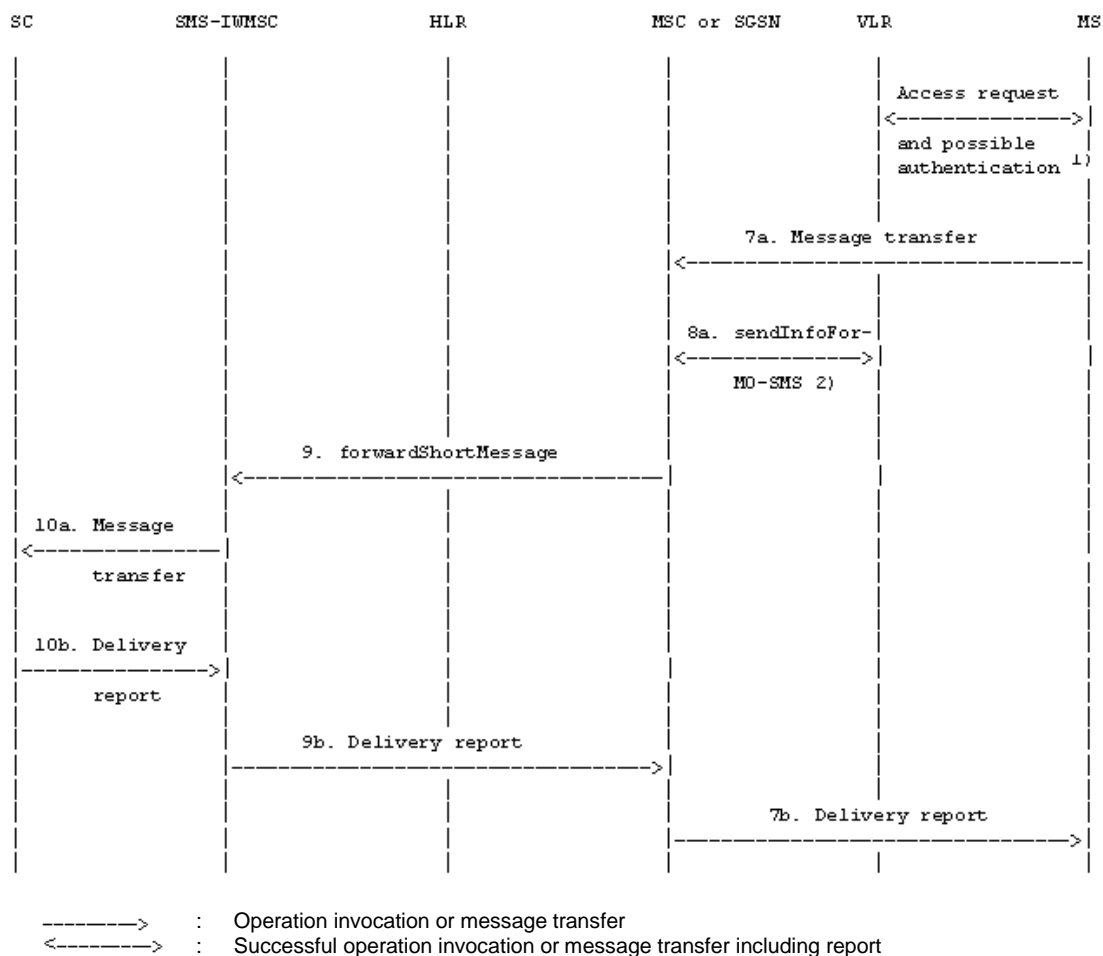 SC SMS-IWMSC HLR MSC or SGSN VLR MS
Access request
and possible
authentication 1)
7a. Message transfer
8a. sendInfoFor-
MO-SMS 2)
9. forwardShortMessage
10a. Message
transfer
10b. Delivery
report
9b. Delivery report
7b. Delivery report
: Operation invocation or message transfer
: Successful operation invocation or message transfer including report